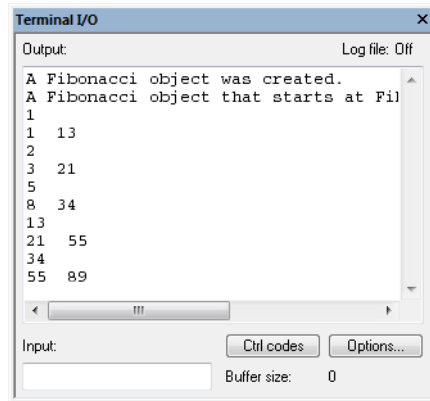 Terminal I/O
Output: Log file: Off
A Fibonacci object was created.
A Fibonacci object that starts at
1
1 13
2
3 21
5
8 34
13
21 55
34
55 89
Input: Ctrl codes Options...
Buffer size: 0